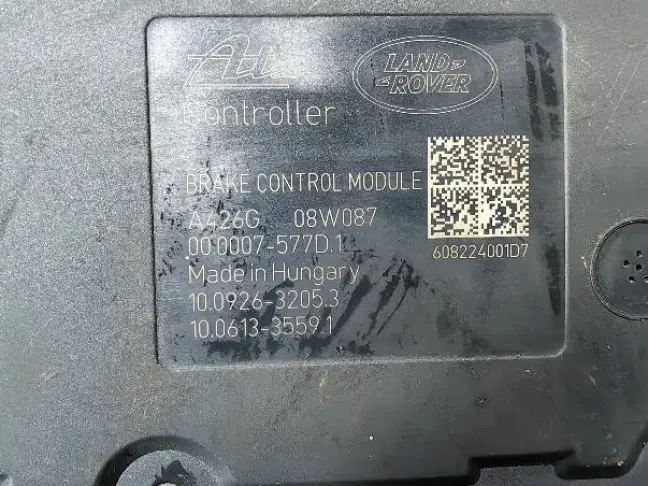 Ate
LAND
ROVER
Controller
BRAKE CONTROL MODULE
A426G 08W087
00.0007-577D.1
Made in Hungary
10.0926-3205.3
10.0613-3559.1
608224001D7